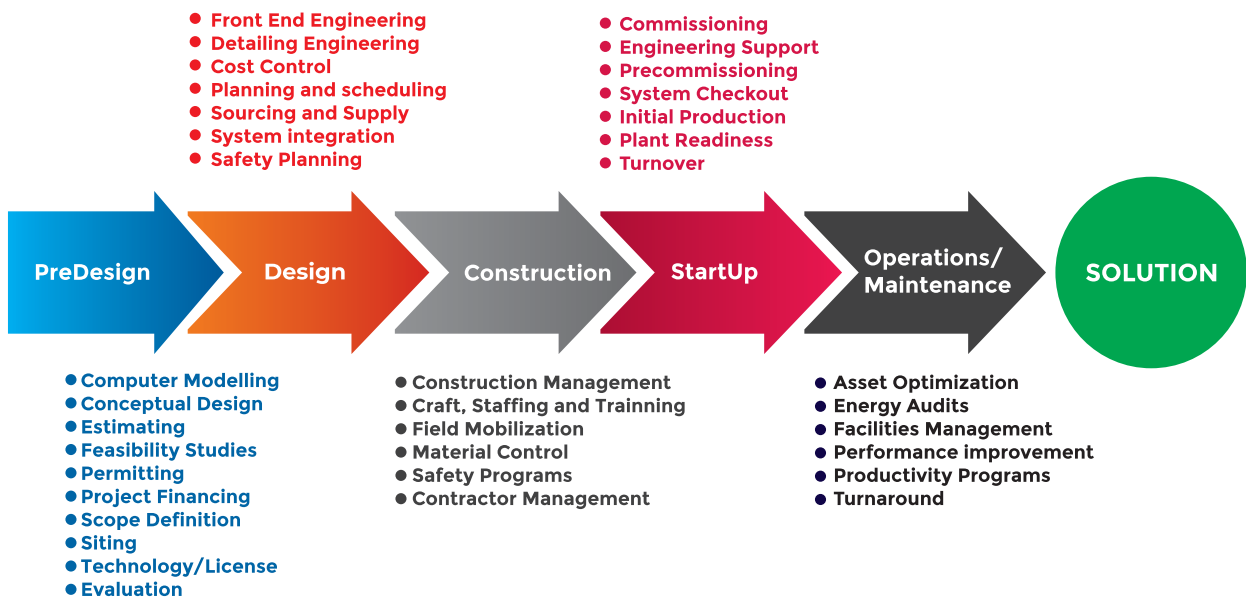 Front End Engineering
Detailing Engineering
Cost Control
Planning and scheduling
Sourcing and Supply
System integration
Safety Planning
Commissioning
Engineering Support
Precommissioning
System Checkout
Initial Production
Plant Readiness
Turnover
PreDesign
Design
Construction
StartUp
Operations/
Maintenance
SOLUTION
Computer Modelling
Conceptual Design
Estimating
Feasibility Studies
Permitting
Project Financing
Scope Definition
Siting
Technology/License
Evaluation
Construction Management
Craft, Staffing and Trainning
Field Mobilization
Material Control
Safety Programs
Contractor Management
Asset Optimization
Energy Audits
Facilities Management
Performance improvement
Productivity Programs
Turnaround